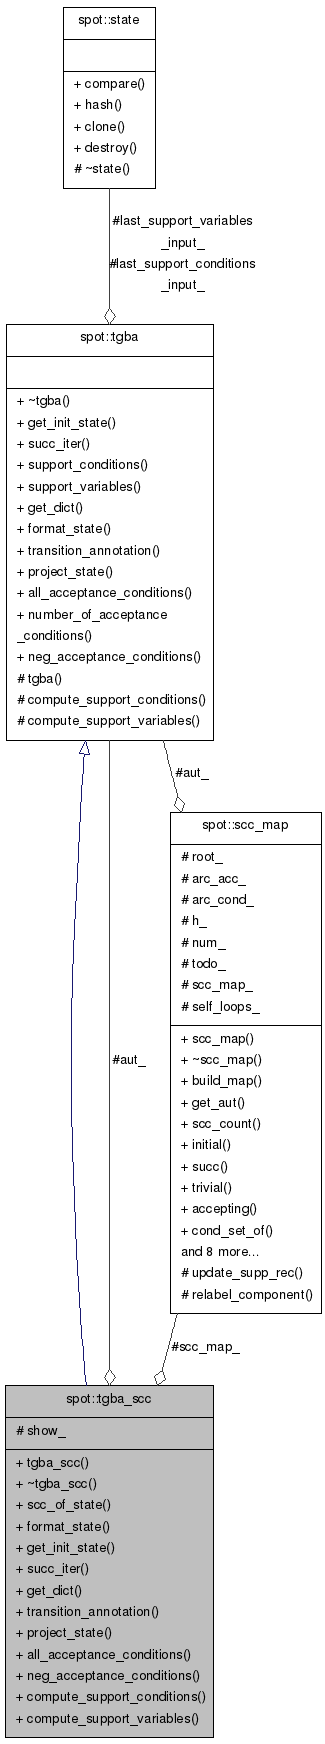 spot::state
+ compare()
+ hash()
+ clone()
+ destroy()
# ~state()
#last_support_variables
_input_
#last_support_conditions
_input_
spot::tgba
+ ~tgba()
+ get_init_state()
+ succ_iter()
+ support_conditions()
+ support_variables()
+ get_dict()
+ format_state()
+ transition_annotation()
+ project_state()
+ all_acceptance_conditions()
+ number_of_acceptance
_conditions()
+ neg_acceptance_conditions()
# tgba()
# compute_support_conditions()
# compute_support_variables()
#aut_
spot::scc_map
# root_
# arc_acc_
# arc_cond_
# h_
# num_
# todo_
# scc_map_
# self_loops_
+ scc_map()
+ ~scc_map()
+ build_map()
+ get_aut()
+ scc_count()
+ initial()
+ succ()
+ trivial()
+ accepting()
+ cond_set_of()
and 8 more...
# update_supp_rec()
# relabel_component()
#aut_
#scc_map_
spot::tgba_scc
# show_
+ tgba_scc()
+ ~tgba_scc()
+ scc_of_state()
+ format_state()
+ get_init_state()
+ succ_iter()
+ get_dict()
+ transition_annotation()
+ project_state()
+ all_acceptance_conditions()
+ neg_acceptance_conditions()
+ compute_support_conditions()
+ compute_support_variables()